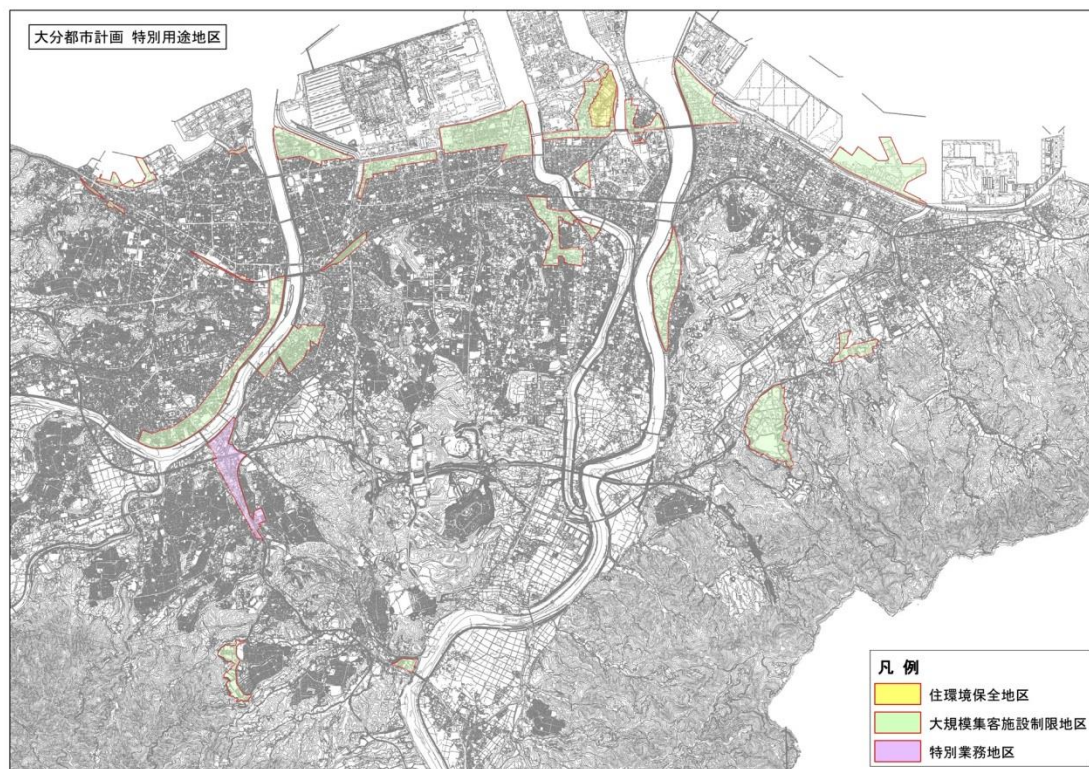 大分都市計画 特別用途地区
凡 例
住環境保全地区
大規模集客施設制限地区
特別業務地区